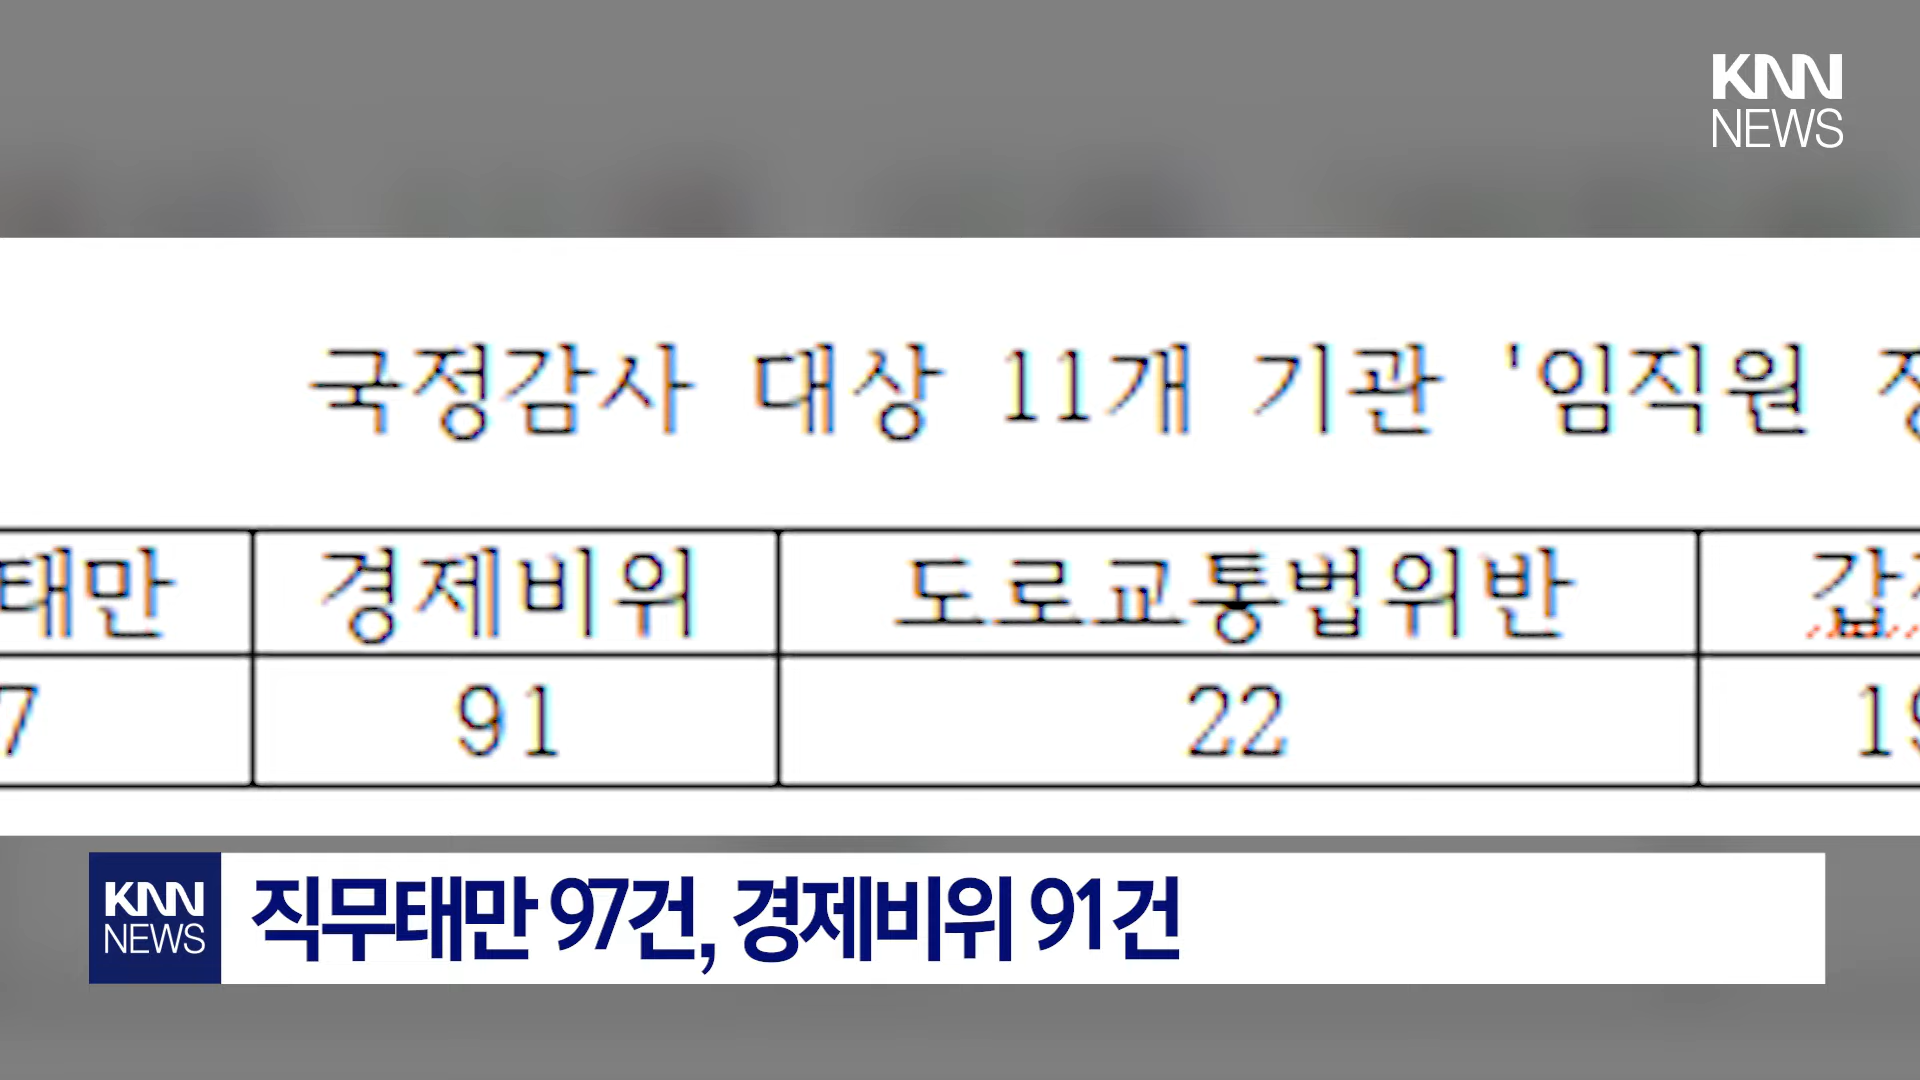 KNN
NEWS
국정감사 대상 11개 기관 '임직원
태만 경제비위 도로교통법위반
7 91 22
KNN
NEWS
직무태만 97건, 경제비위 91건